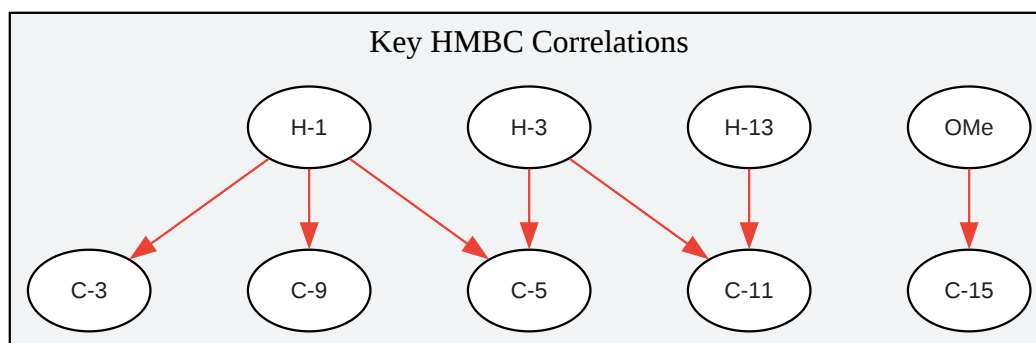 Key HMBC Correlations
H-1
H-3
H-13
OMe
C-3
C-9
C-5
C-11
C-15